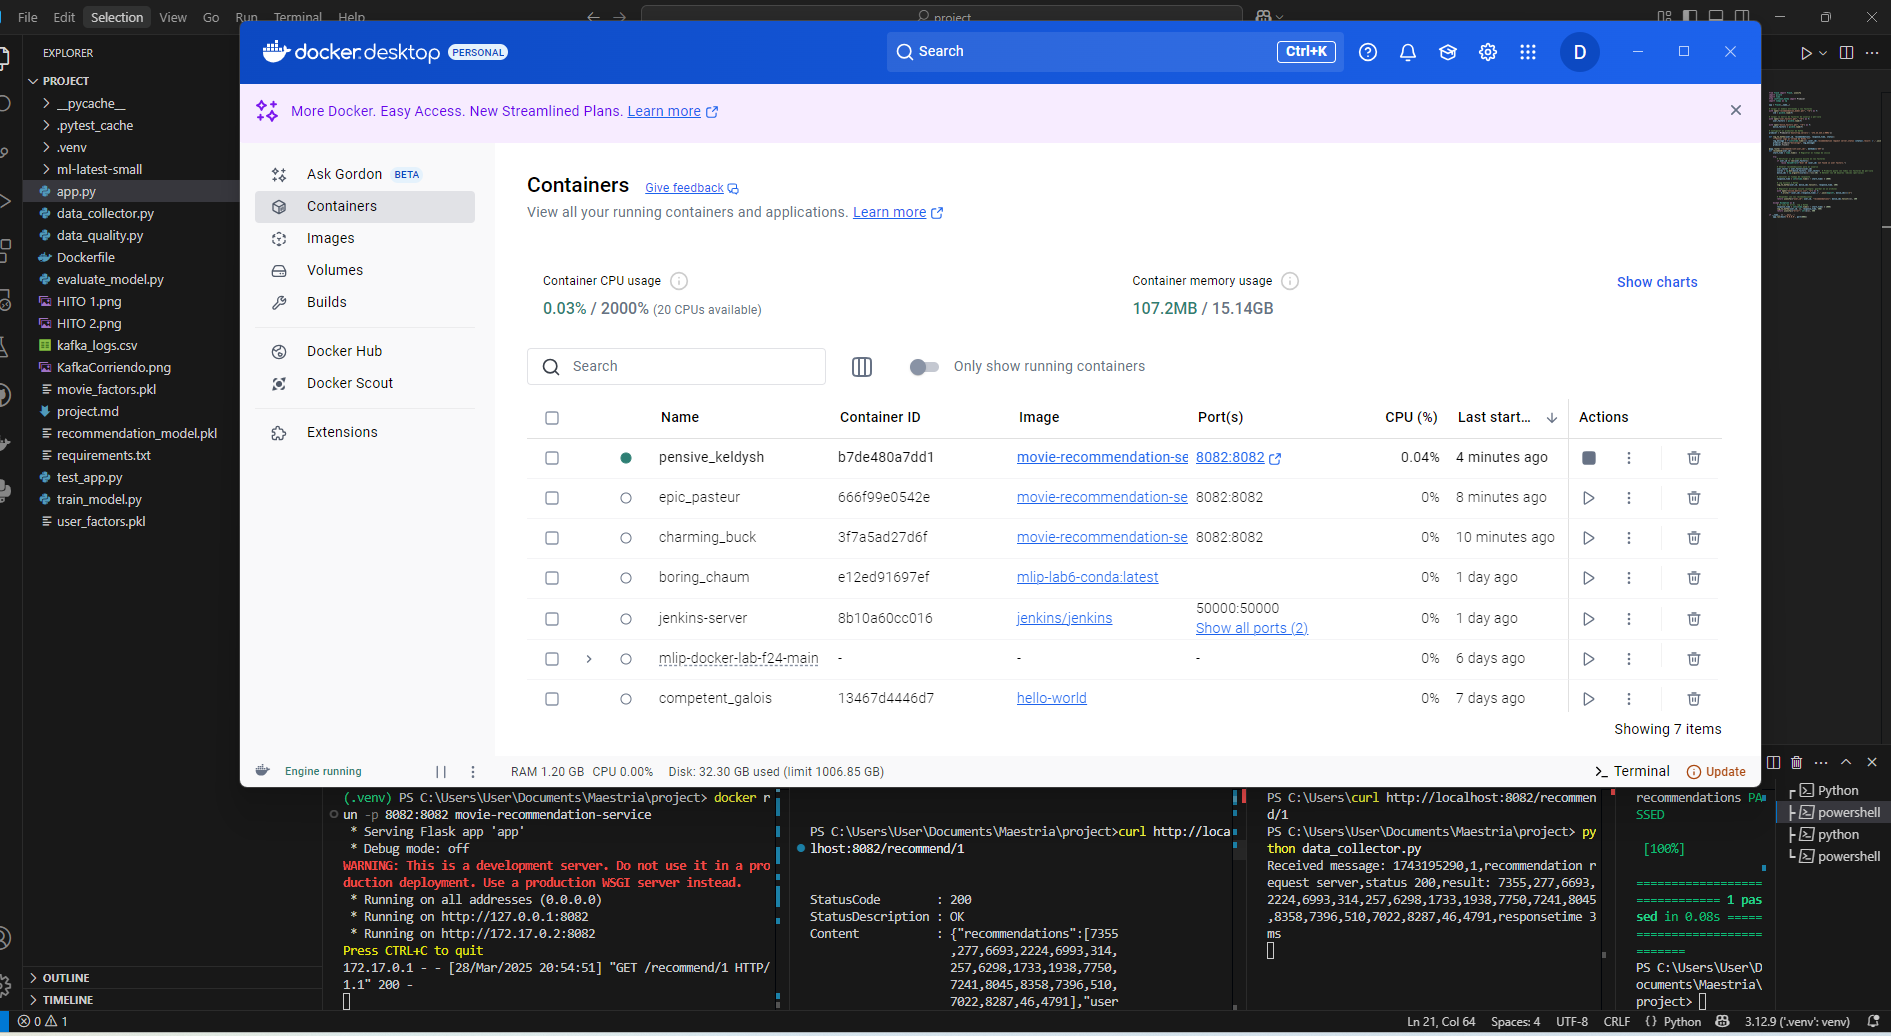 File Edit Selection View Go Run Terminal Help
project
EXPLORER
PROJECT
__pycache__
.pytest_cache
.venv
ml-latest-small
app.py
data_collector.py
data_quality.py
Dockerfile
evaluate_model.py
HITO 1.png
HITO 2.png
kafka_logs.csv
KafkaCorriendo.png
movie_factors.pkl
project.md
recommendation_model.pkl
requirements.txt
test_app.py
train_model.py
user_factors.pkl
OUTLINE
TIMELINE
docker.desktop PERSONAL
Search Ctrl+K
D
More Docker. Easy Access. New Streamlined Plans. Learn more
Ask Gordon BETA
Containers
Images
Volumes
Builds
Docker Hub
Docker Scout
Extensions
Containers Give feedback
View all your running containers and applications. Learn more
Container CPU usage
0.03% / 2000% (20 CPUs available)
Container memory usage
107.2MB / 15.14GB
Show charts
Search
Only show running containers
Name Container ID Image Port(s) CPU (%) Last start... Actions
pensive_keldysh b7de480a7dd1 movie-recommendation-se 8082:8082 0.04% 4 minutes ago
epic_pasteur 666f99e0542e movie-recommendation-se 8082:8082 0% 8 minutes ago
charming_buck 3f7a5ad27d6f movie-recommendation-se 8082:8082 0% 10 minutes ago
boring_chaum e12ed91697ef mlip-lab6-conda:latest 0% 1 day ago
jenkins-server 8b10a60cc016 jenkins/jenkins 50000:50000 0% 1 day ago
Show all ports (2)
mlip-docker-lab-f24-main - - - 0% 6 days ago
competent_galois 13467d4446d7 hello-world 0% 7 days ago
Showing 7 items
Engine running
RAM 1.20 GB CPU 0.00% Disk: 32.30 GB used (limit 1006.85 GB)
Terminal Update
(.venv) PS C:\Users\User\Documents\Maestria\project> docker r
un -p 8082:8082 movie-recommendation-service
* Serving Flask app 'app'
* Debug mode: off
WARNING: This is a development server. Do not use it in a pro
duction deployment. Use a production WSGI server instead.
* Running on all addresses (0.0.0.0)
* Running on http://127.0.0.1:8082
* Running on http://172.17.0.2:8082
Press CTRL+C to quit
172.17.0.1 - - [28/Mar/2025 20:54:51] "GET /recommend/1 HTTP/
1.1" 200 -
PS C:\Users\User\Documents\Maestria\project>curl http://loca
lhost:8082/recommend/1
StatusCode : 200
StatusDescription : OK
Content : {"recommendations":[7355
,277,6693,2224,6993,314,
257,6298,1733,1938,7750,
7241,8045,8358,7396,510,
7022,8287,46,4791],"user
PS C:\Users\curl http://localhost:8082/recommen
d/1
PS C:\Users\User\Documents\Maestria\project> py
thon data_collector.py
Received message: 1743195290,1,recommendation r
equest server,status 200,result: 7355,277,6693,
2224,6993,314,257,6298,1733,1938,7750,7241,8045
,8358,7396,510,7022,8287,46,4791,responsetime 3
ms
recommendations PA
SSED
[100%]
===================
============ 1 pas
sed in 0.08s =====
===================
=======
PS C:\Users\User\D
ocuments\Maestria\
project>
Python
powershell
python
powershell
0 1
Ln 21, Col 64 Spaces: 4 UTF-8 CRLF {} Python 3.12.9 ('.venv': venv)